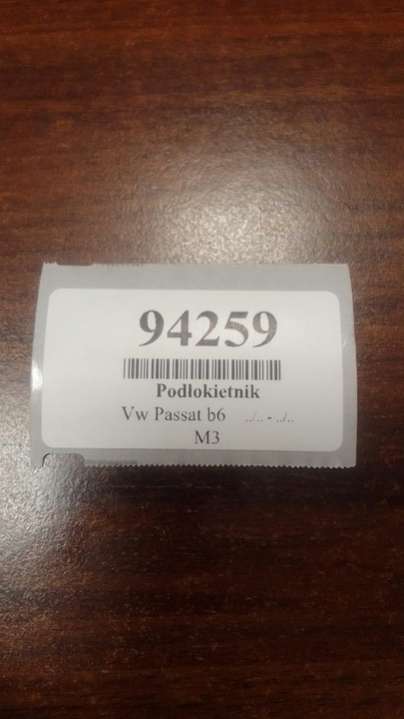 94259
Podłokietnik
Vw Passat b6 ../.. - ../..
M3